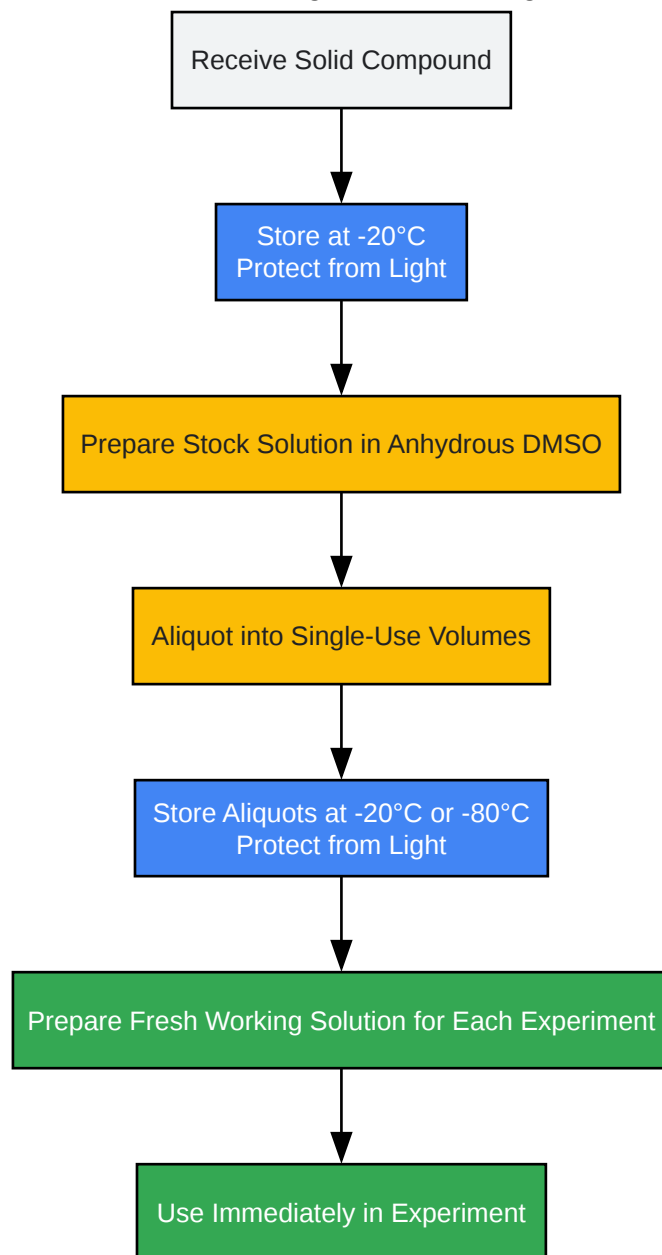 Receive Solid Compound
Store at -20°C
Protect from Light
Prepare Stock Solution in Anhydrous DMSO
Aliquot into Single-Use Volumes
Store Aliquots at -20°C or -80°C
Protect from Light
Prepare Fresh Working Solution for Each Experiment
Use Immediately in Experiment